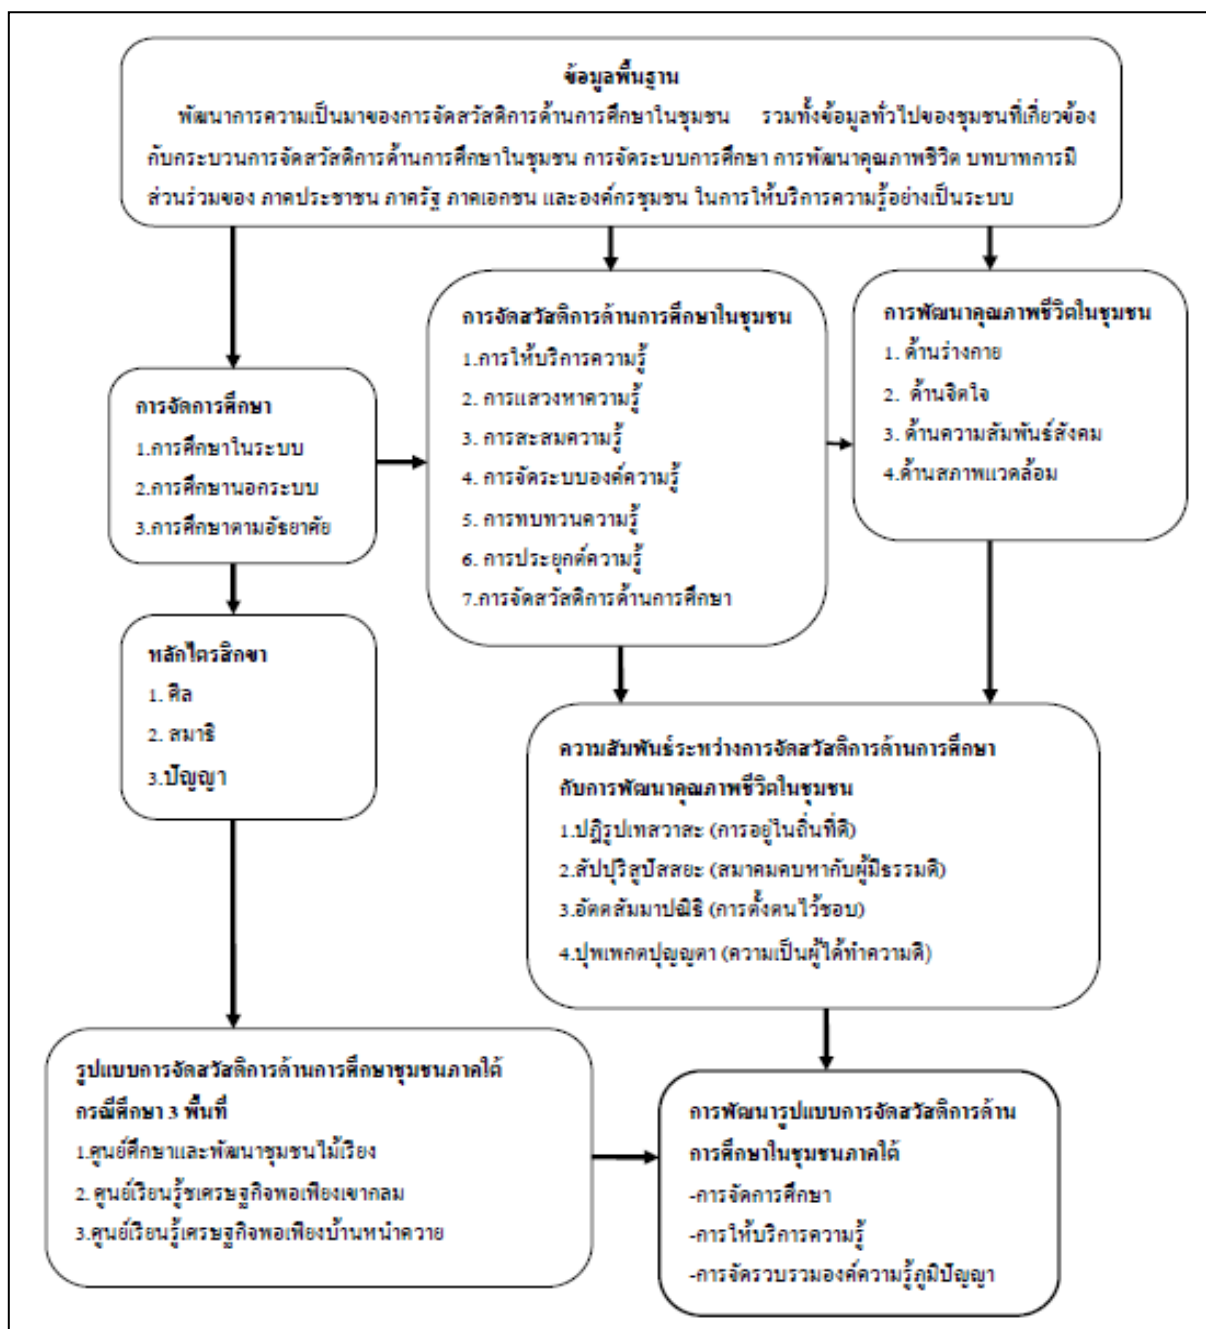 ข้อมูลพื้นฐาน
พัฒนาการความเป็นมาของการจัดสวัสดิการด้านการศึกษาในชุมชน รวมทั้งข้อมูลทั่วไปของชุมชนที่เกี่ยวข้อง
กับกระบวนการจัดสวัสดิการด้านการศึกษาในชุมชน การจัดระบบการศึกษา การพัฒนาคุณภาพชีวิต บทบาทการมี
ส่วนร่วมของ ภาคประชาชน ภาครัฐ ภาคเอกชน และองค์กรชุมชน ในการให้บริการความรู้อย่างเป็นระบบ
การจัดการศึกษา
1.การศึกษาในระบบ
2.การศึกษานอกระบบ
3.การศึกษาตามอัธยาศัย
การจัดสวัสดิการด้านการศึกษาในชุมชน
1.การให้บริการความรู้
2. การแสวงหาความรู้
3. การสะสมความรู้
4. การจัดระบบองค์ความรู้
5. การทบทวนความรู้
6. การประยุกต์ความรู้
7.การจัดสวัสดิการด้านการศึกษา
การพัฒนาคุณภาพชีวิตในชุมชน
1. ด้านร่างกาย
2. ด้านจิตใจ
3. ด้านความสัมพันธ์สังคม
4.ด้านสภาพแวดล้อม
หลักไตรสิกขา
1. ศีล
2. สมาธิ
3.ปัญญา
ความสัมพันธ์ระหว่างการจัดสวัสดิการด้านการศึกษา
กับการพัฒนาคุณภาพชีวิตในชุมชน
1.ปฏิรูปเทสวาสะ (การอยู่ในถิ่นที่ดี)
2.สัปปุริสูปัสสยะ (สมาคมคบหากับผู้มีธรรมดี)
3.อัตตสัมมาปณิธิ (การตั้งตนไว้ชอบ)
4.ปุพเพกตปุญญตา (ความเป็นผู้ได้ทำความดี)
รูปแบบการจัดสวัสดิการด้านการศึกษาชุมชนภาคใต้
กรณีศึกษา 3 พื้นที่
1.ศูนย์ศึกษาและพัฒนาชุมชนไม้เรียง
2. ศูนย์เรียนรู้ชเศรษฐกิจพอเพียงเขากลม
3.ศูนย์เรียนรู้เศรษฐกิจพอเพียงบ้านหนำควาย
การพัฒนารูปแบบการจัดสวัสดิการด้าน
การศึกษาในชุมชนภาคใต้
-การจัดการศึกษา
-การให้บริการความรู้
-การจัดรวบรวมองค์ความรู้ภูมิปัญญา